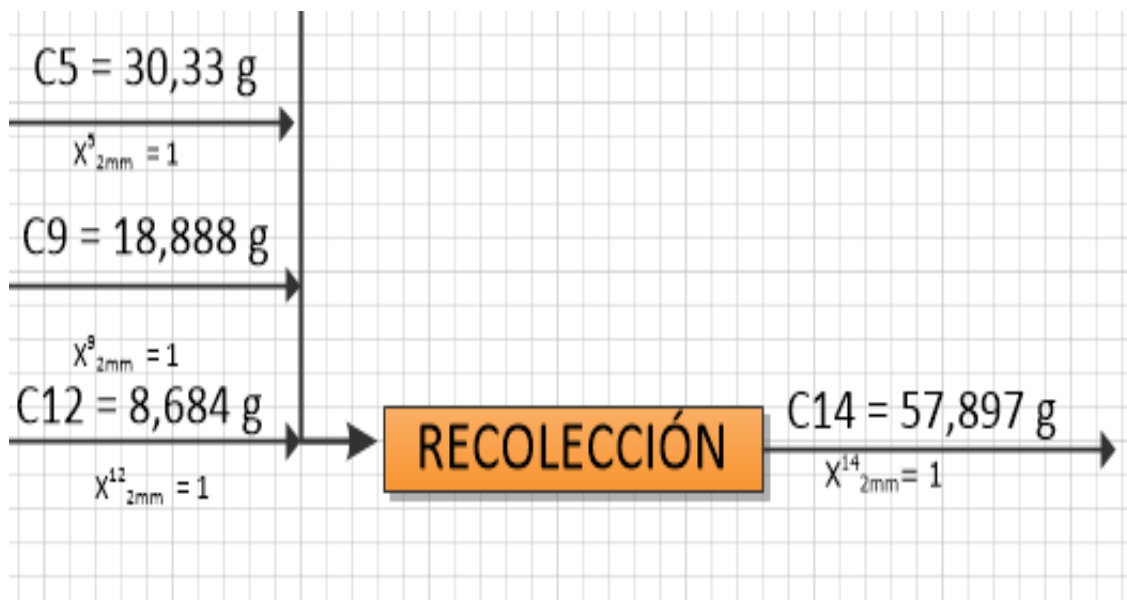 C5 = 30,33 g
X⁵₂mm = 1
C9 = 18,888 g
X⁹₂mm = 1
C12 = 8,684 g
X¹²₂mm = 1
RECOLECCIÓN
C14 = 57,897 g
X¹⁴₂mm= 1